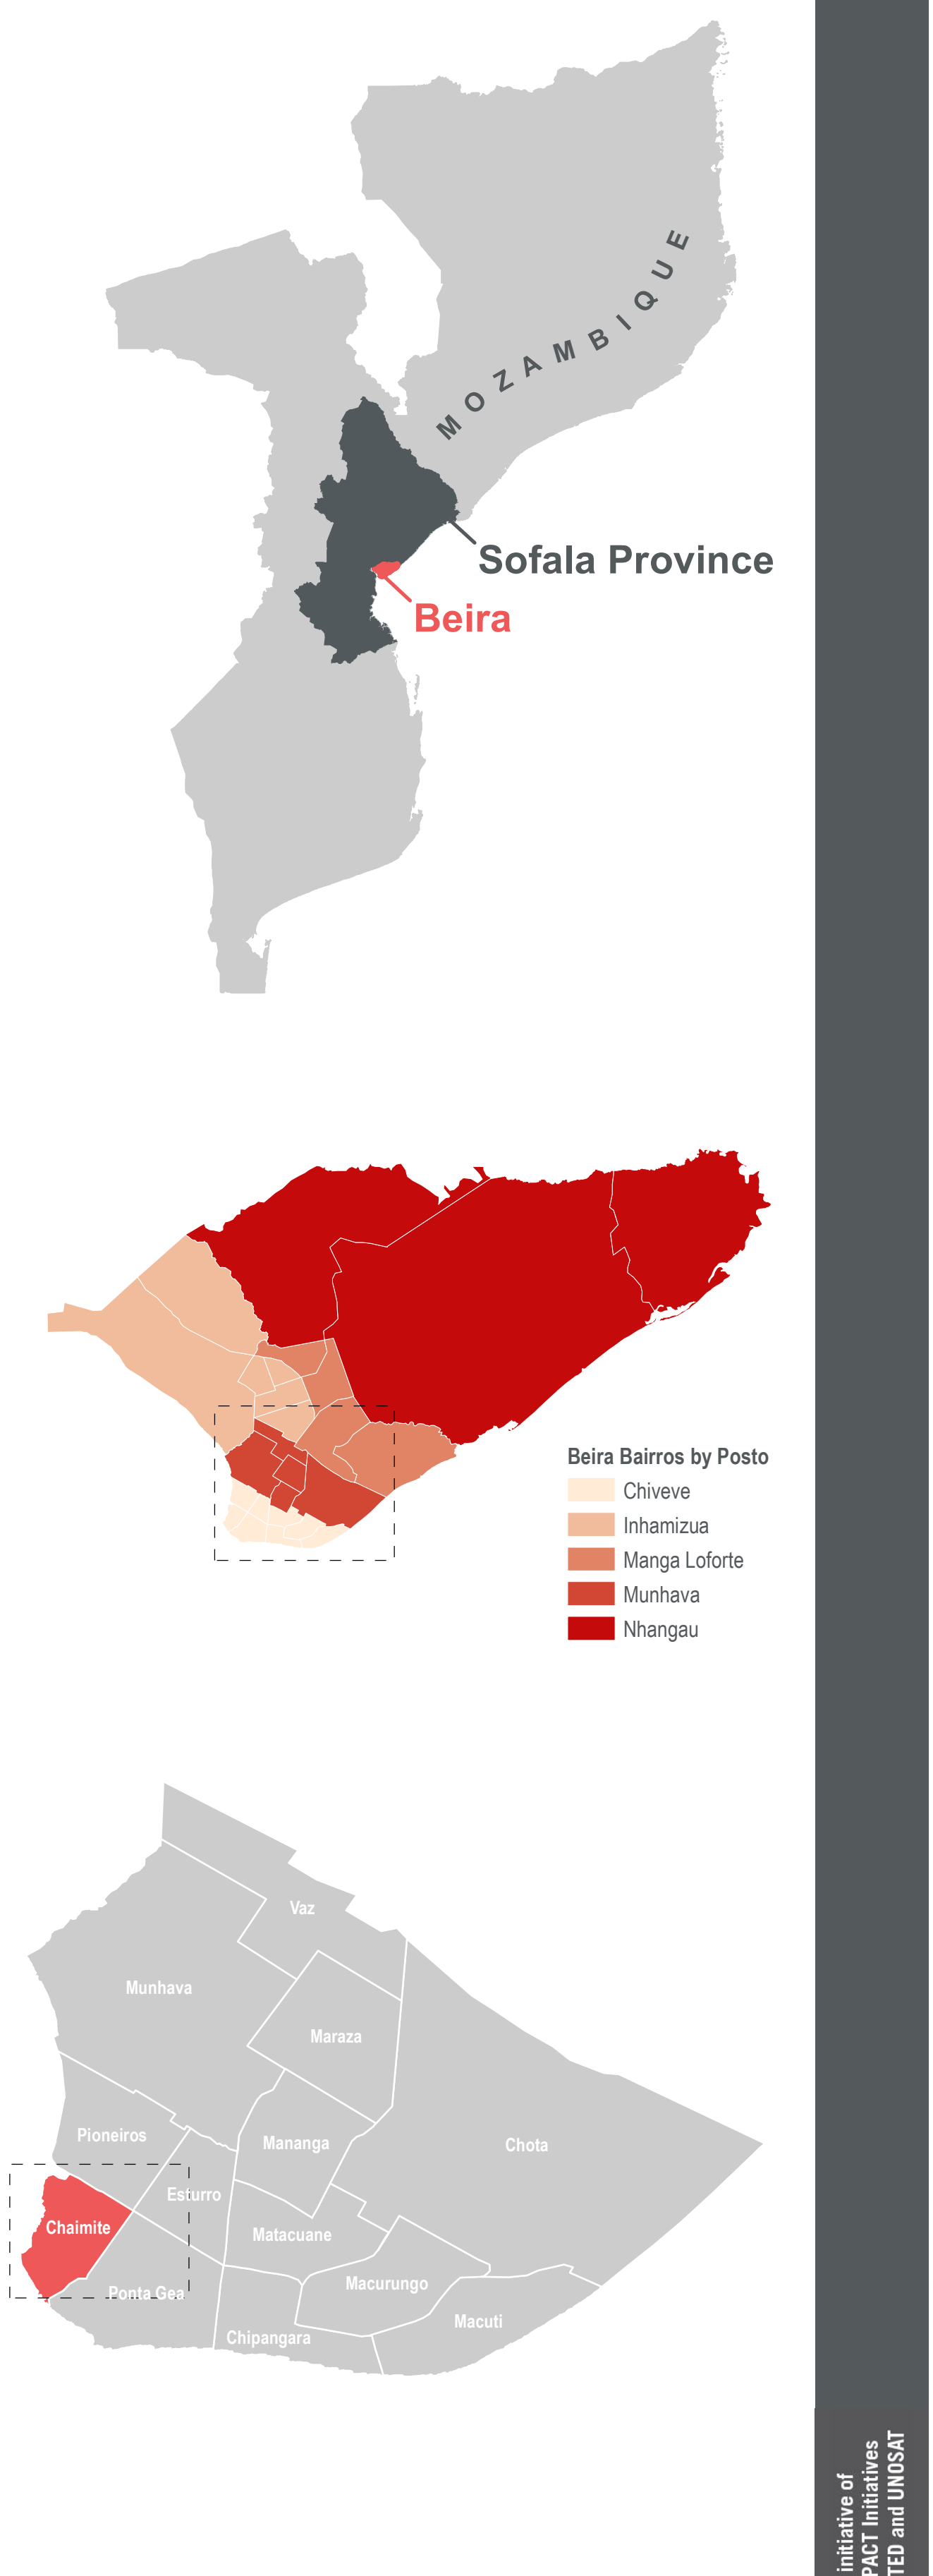 MOZAMBIQUE
Sofala Province
Beira
Beira Bairros by Posto
Chiveve
Inhamizua
Manga Loforte
Munhava
Nhangau
Vaz
Munhava
Maraza
Pioneiros
Mananga
Chota
Esturro
Chaimite
Matacuane
Ponta Gea
Macurungo
Macuti
Chipangara
initiative of
PACT Initiatives
TED and UNOSAT